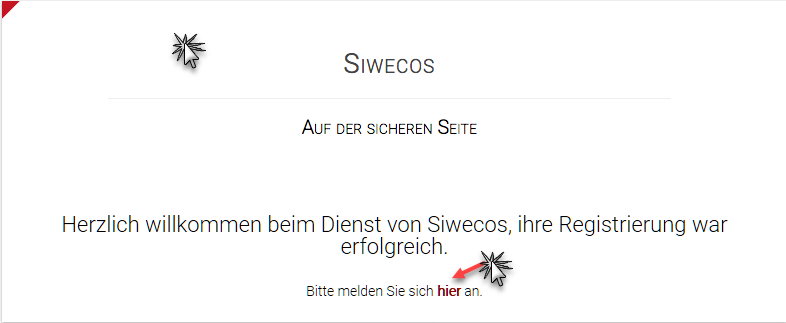 Siwecos
Auf der sicheren Seite
Herzlich willkommen beim Dienst von Siwecos, ihre Registrierung war
erfolgreich.
Bitte melden Sie sich hier an.